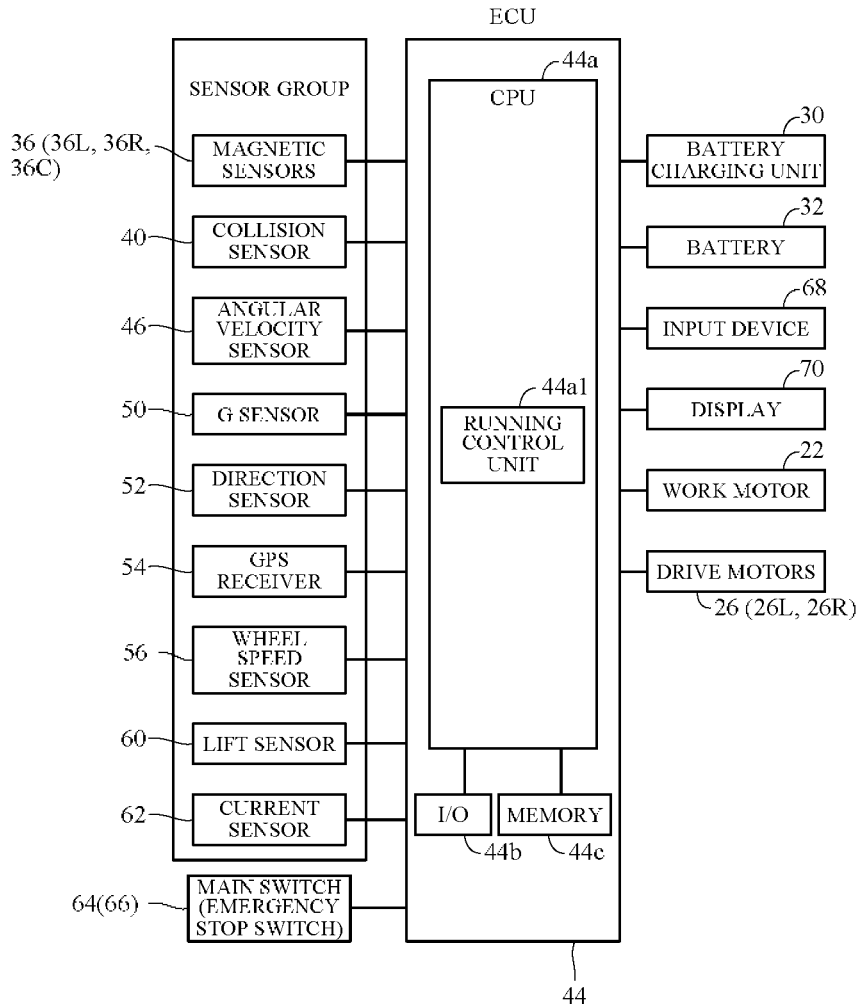 ECU
SENSOR GROUP
36 (36L, 36R,
36C)
MAGNETIC
SENSORS
40
COLLISION
SENSOR
46
ANGULAR
VELOCITY
SENSOR
50
G SENSOR
52
DIRECTION
SENSOR
54
GPS
RECEIVER
56
WHEEL
SPEED
SENSOR
60
LIFT SENSOR
62
CURRENT
SENSOR
64(66)
MAIN SWITCH
(EMERGENCY
STOP SWITCH)
44a
CPU
44a1
RUNNING
CONTROL
UNIT
I/O
44b
MEMORY
44c
44
30
BATTERY
CHARGING UNIT
32
BATTERY
68
INPUT DEVICE
70
DISPLAY
22
WORK MOTOR
DRIVE MOTORS
26 (26L, 26R)